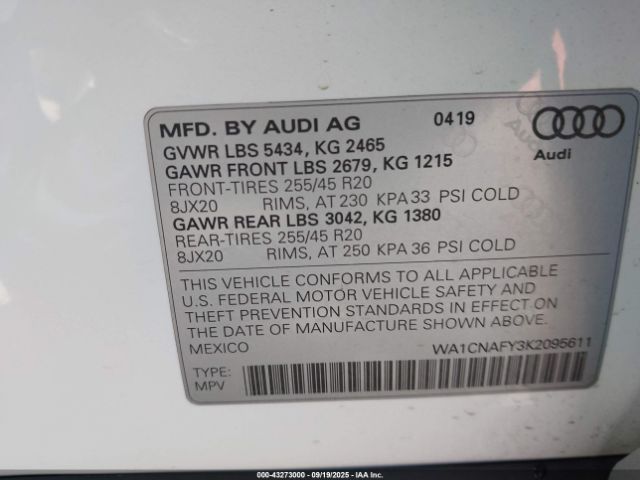 MFD. BY AUDI AG 0419
GVWR LBS 5434, KG 2465
GAWR FRONT LBS 2679, KG 1215
FRONT-TIRES 255/45 R20
8JX20 RIMS, AT 230 KPA 33 PSI COLD
GAWR REAR LBS 3042, KG 1380
REAR-TIRES 255/45 R20
8JX20 RIMS, AT 250 KPA 36 PSI COLD
Audi
THIS VEHICLE CONFORMS TO ALL APPLICABLE
U.S. FEDERAL MOTOR VEHICLE SAFETY AND
THEFT PREVENTION STANDARDS IN EFFECT ON
THE DATE OF MANUFACTURE SHOWN ABOVE.
MEXICO WA1CNAFY3K2095611
TYPE:
MPV
000-43273000 - 09/19/2025 - IAA Inc.